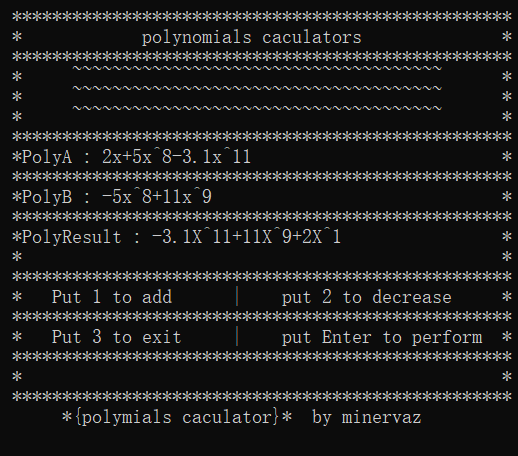 **************************************************
* polynomials caculators *
**************************************************
* ~~~~~~~~~~~~~~~~~~~~~~~~~~~~~~~~~~~~~ *
* ~~~~~~~~~~~~~~~~~~~~~~~~~~~~~~~~~~~~~ *
* ~~~~~~~~~~~~~~~~~~~~~~~~~~~~~~~~~~~~~ *
**************************************************
*PolyA : 2x+5x^8-3.1x^11 *
**************************************************
*PolyB : -5x^8+11x^9 *
**************************************************
*PolyResult : -3.1X^11+11X^9+2X^1 *
* *
**************************************************
* Put 1 to add | put 2 to decrease *
**************************************************
* Put 3 to exit | put Enter to perform *
**************************************************
* *
**************************************************
*{polymials caculator}* by minervaz